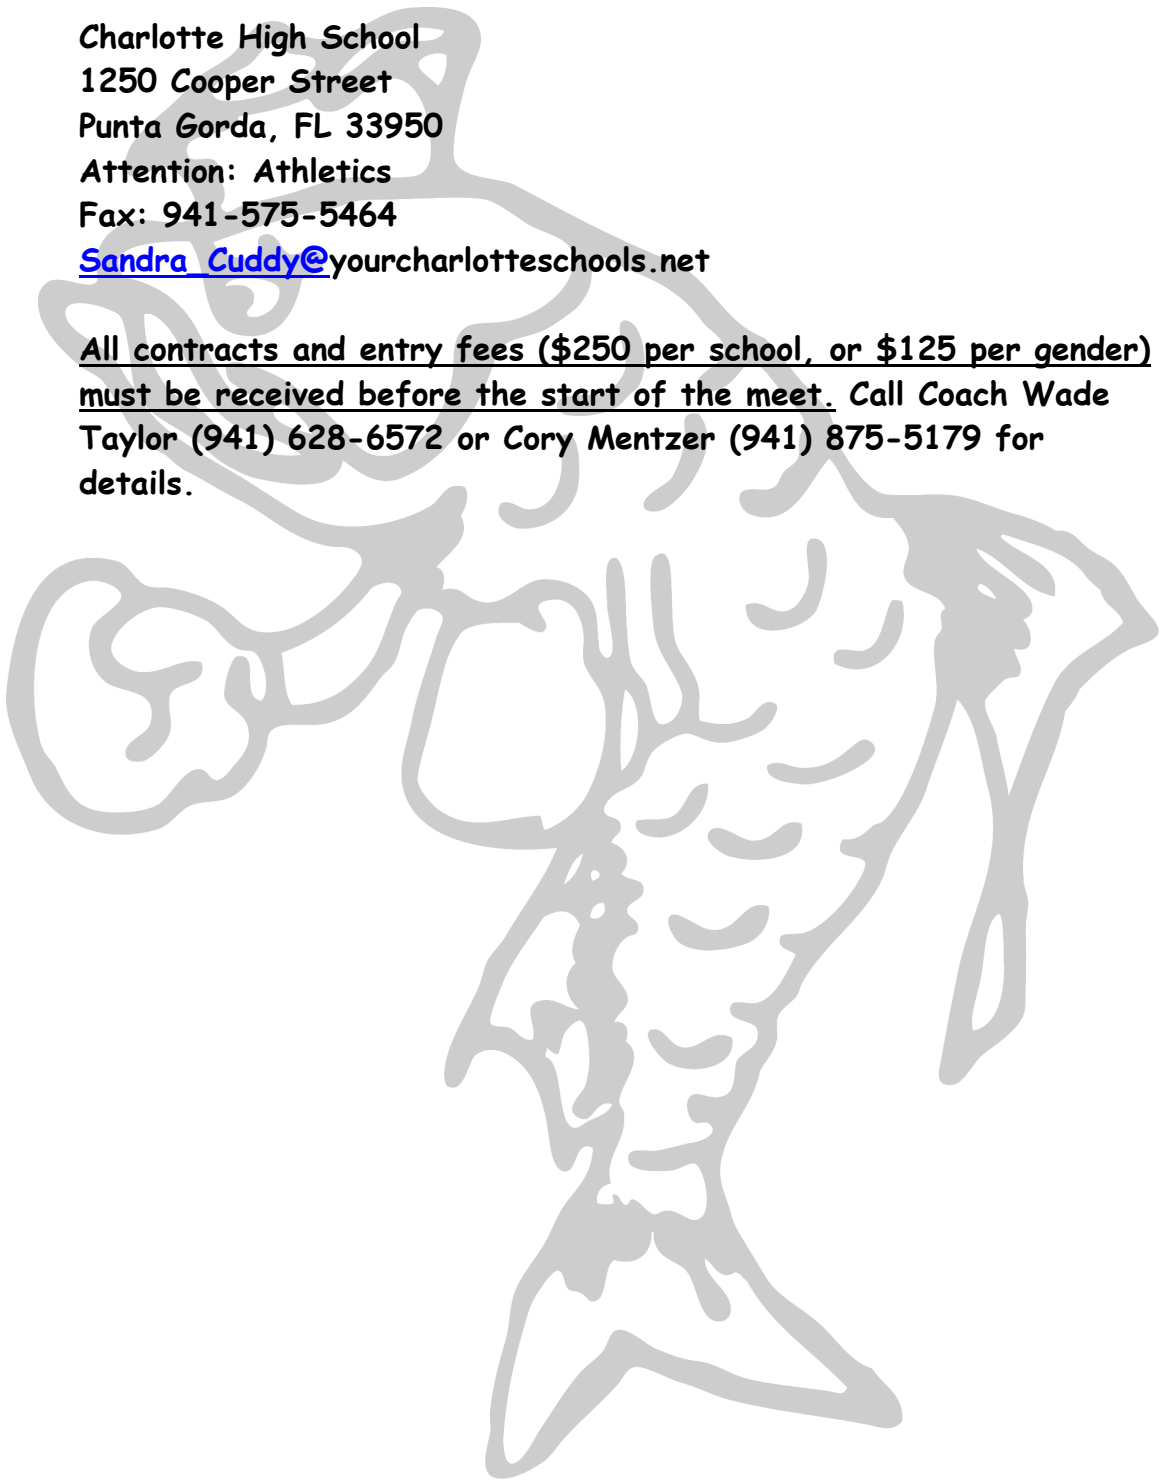 Charlotte High School
1250 Cooper Street
Punta Gorda, FL 33950
Attention: Athletics
Fax: 941-575-5464
Sandra_Cuddy@yourcharlotteschools.net
All contracts and entry fees ($250 per school, or $125 per gender)
must be received before the start of the meet. Call Coach Wade
Taylor (941) 628-6572 or Cory Mentzer (941) 875-5179 for
details.